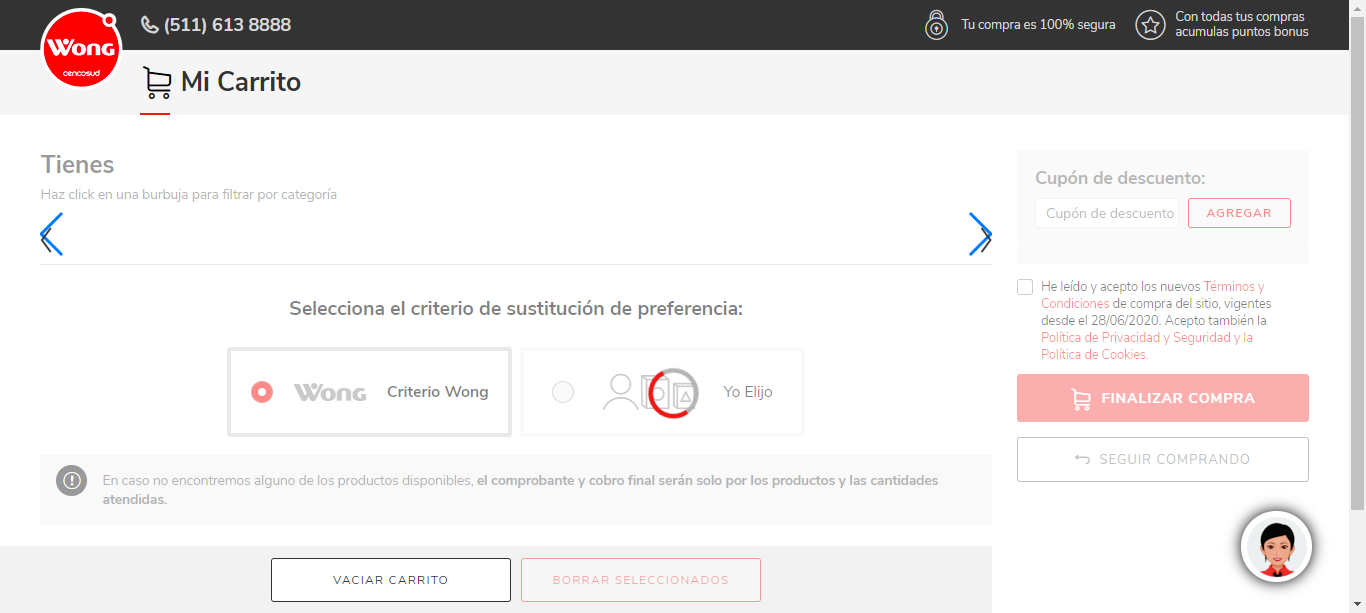 (511) 613 8888
Tu compra es 100% segura
Con todas tus compras
acumulas puntos bonus
Wong
cencosud
Mi Carrito
Tienes
Haz click en una burbuja para filtrar por categoría
Cupón de descuento:
Cupón de descuento
AGREGAR
He leído y acepto los nuevos Términos y
Condiciones de compra del sitio, vigentes
desde el 28/06/2020. Acepto también la
Política de Privacidad y Seguridad y la
Política de Cookies.
Selecciona el criterio de sustitución de preferencia:
Wong Criterio Wong
Yo Elijo
FINALIZAR COMPRA
SEGUIR COMPRANDO
En caso no encontremos alguno de los productos disponibles, el comprobante y cobro final serán solo por los productos y las cantidades
atendidas.
VACIAR CARRITO
BORRAR SELECCIONADOS